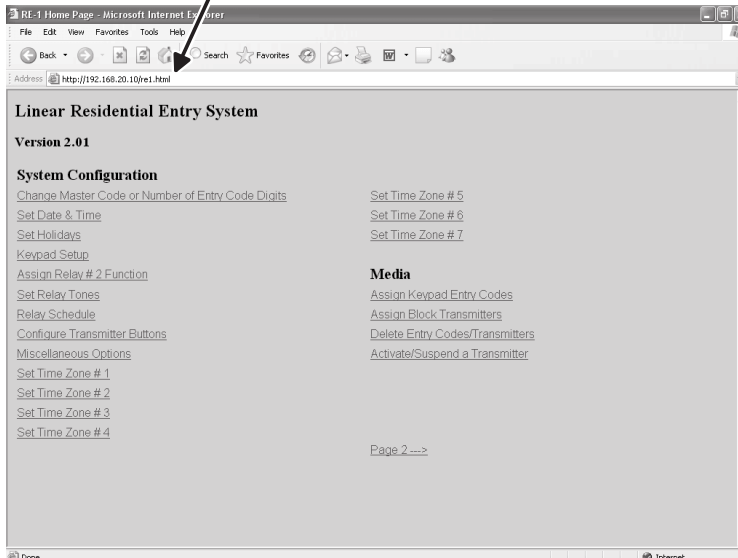 RE-1 Home Page - Microsoft Internet Explorer
File Edit View Favorites Tools Help
Back Search Favorites
Address http://192.168.20.10/re1.html
Linear Residential Entry System
Version 2.01
System Configuration
Change Master Code or Number of Entry Code Digits
Set Date & Time
Set Holidays
Keypad Setup
Assign Relay # 2 Function
Set Relay Tones
Relay Schedule
Configure Transmitter Buttons
Miscellaneous Options
Set Time Zone # 1
Set Time Zone # 2
Set Time Zone # 3
Set Time Zone # 4
Set Time Zone # 5
Set Time Zone # 6
Set Time Zone # 7
Media
Assign Keypad Entry Codes
Assign Block Transmitters
Delete Entry Codes/Transmitters
Activate/Suspend a Transmitter
Page 2 --->
Done Internet